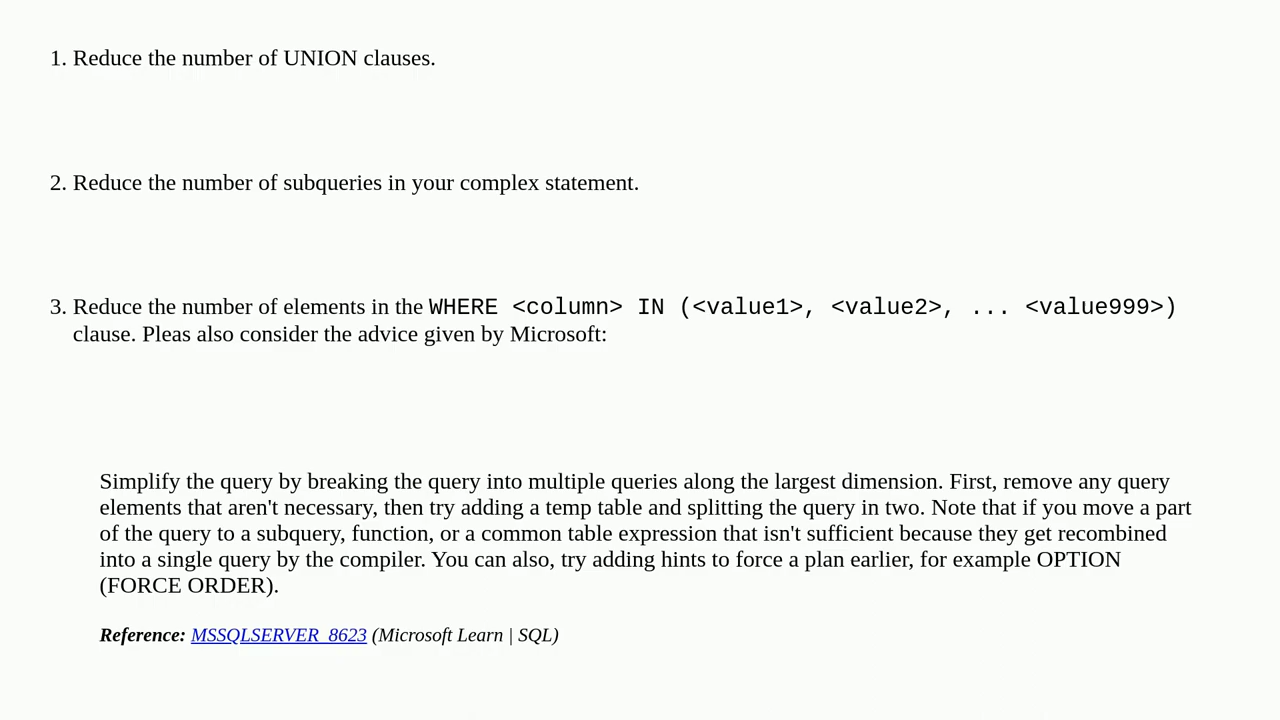 1. Reduce the number of UNION clauses.
2. Reduce the number of subqueries in your complex statement.
3. Reduce the number of elements in the WHERE <column> IN (<value1>, <value2>, ... <value999>)
clause. Pleas also consider the advice given by Microsoft:
Simplify the query by breaking the query into multiple queries along the largest dimension. First, remove any query
elements that aren't necessary, then try adding a temp table and splitting the query in two. Note that if you move a part
of the query to a subquery, function, or a common table expression that isn't sufficient because they get recombined
into a single query by the compiler. You can also, try adding hints to force a plan earlier, for example OPTION
(FORCE ORDER).
Reference: MSSQLSERVER_8623 (Microsoft Learn | SQL)